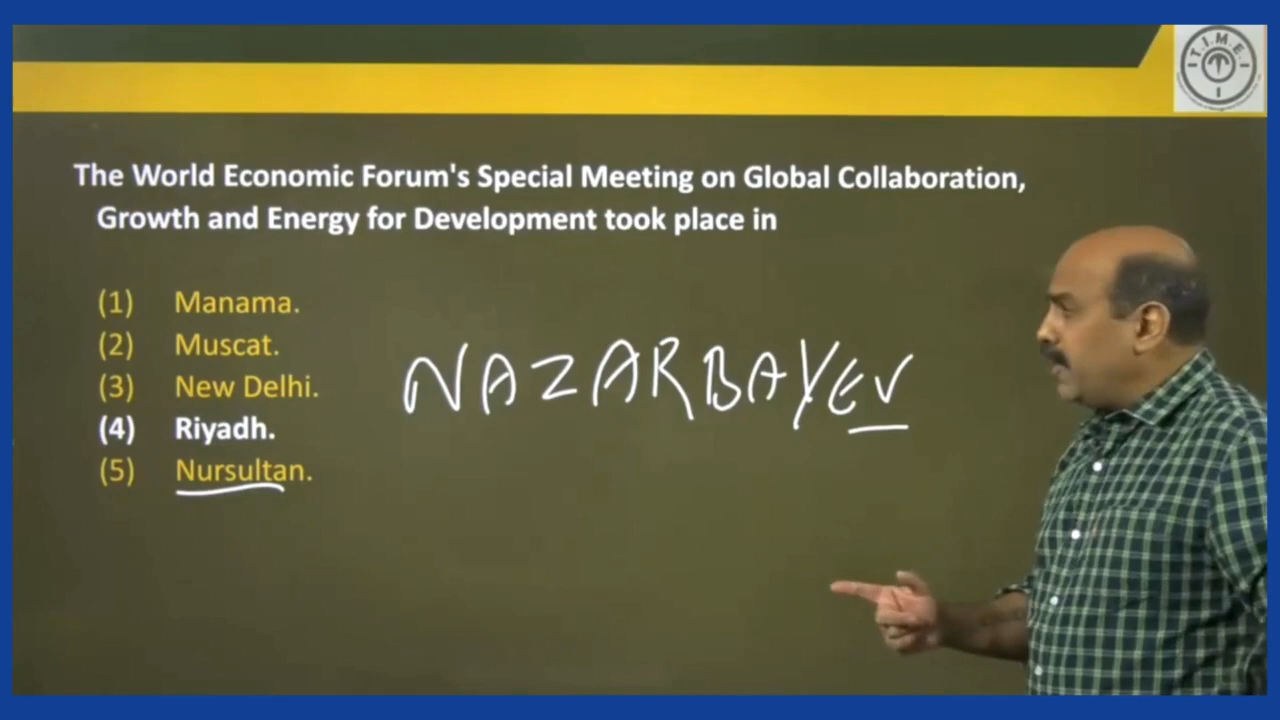 T.I.M.E.
The World Economic Forum's Special Meeting on Global Collaboration,
Growth and Energy for Development took place in
(1) Manama.
(2) Muscat.
(3) New Delhi.
(4) Riyadh.
(5) Nursultan.
NAZARBAYEV